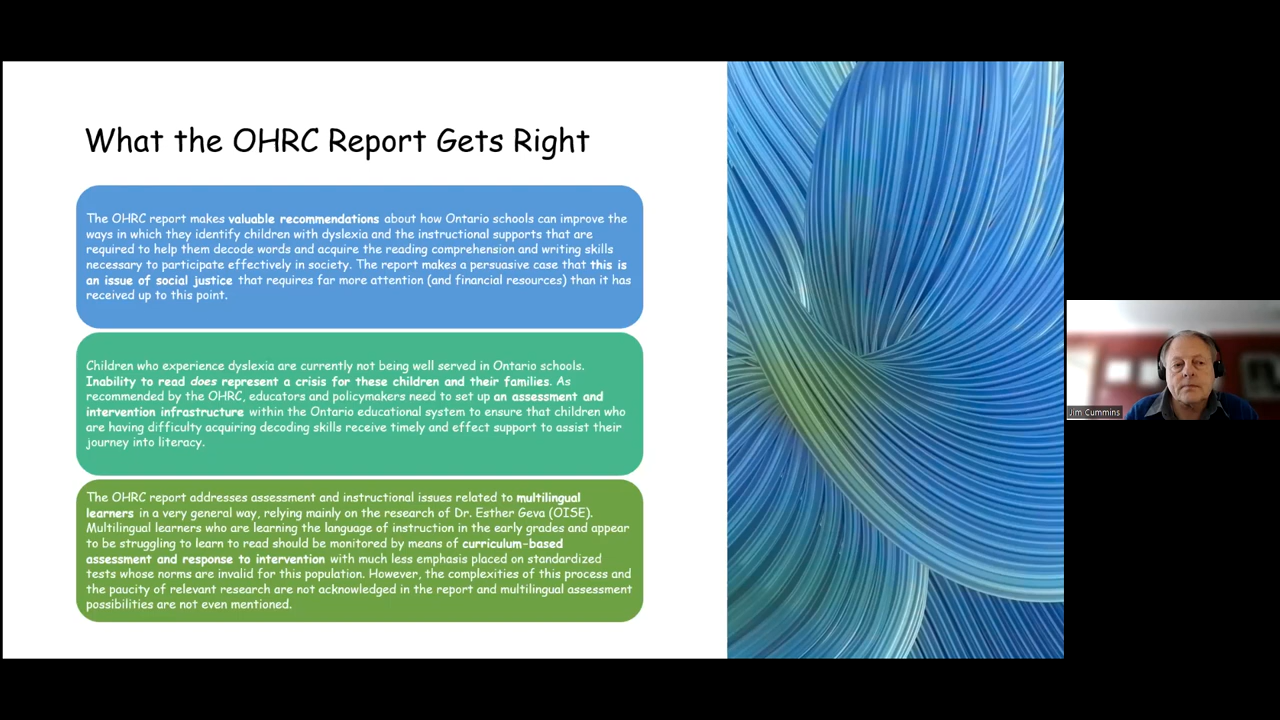 What the OHRC Report Gets Right
The OHRC report makes valuable recommendations about how Ontario schools can improve the
ways in which they identify children with dyslexia and the instructional supports that are
required to help them decode words and acquire the reading comprehension and writing skills
necessary to participate effectively in society. The report makes a persuasive case that this is
an issue of social justice that requires far more attention (and financial resources) than it has
received up to this point.
Children who experience dyslexia are currently not being well served in Ontario schools.
Inability to read does represent a crisis for these children and their families. As
recommended by the OHRC, educators and policymakers need to set up an assessment and
intervention infrastructure within the Ontario educational system to ensure that children who
are having difficulty acquiring decoding skills receive timely and effect support to assist their
journey into literacy.
The OHRC report addresses assessment and instructional issues related to multilingual
learners in a very general way, relying mainly on the research of Dr. Esther Geva (OISE).
Multilingual learners who are learning the language of instruction in the early grades and appear
to be struggling to learn to read should be monitored by means of curriculum-based
assessment and response to intervention with much less emphasis placed on standardized
tests whose norms are invalid for this population. However, the complexities of this process and
the paucity of relevant research are not acknowledged in the report and multilingual assessment
possibilities are not even mentioned.
Jim Cummins